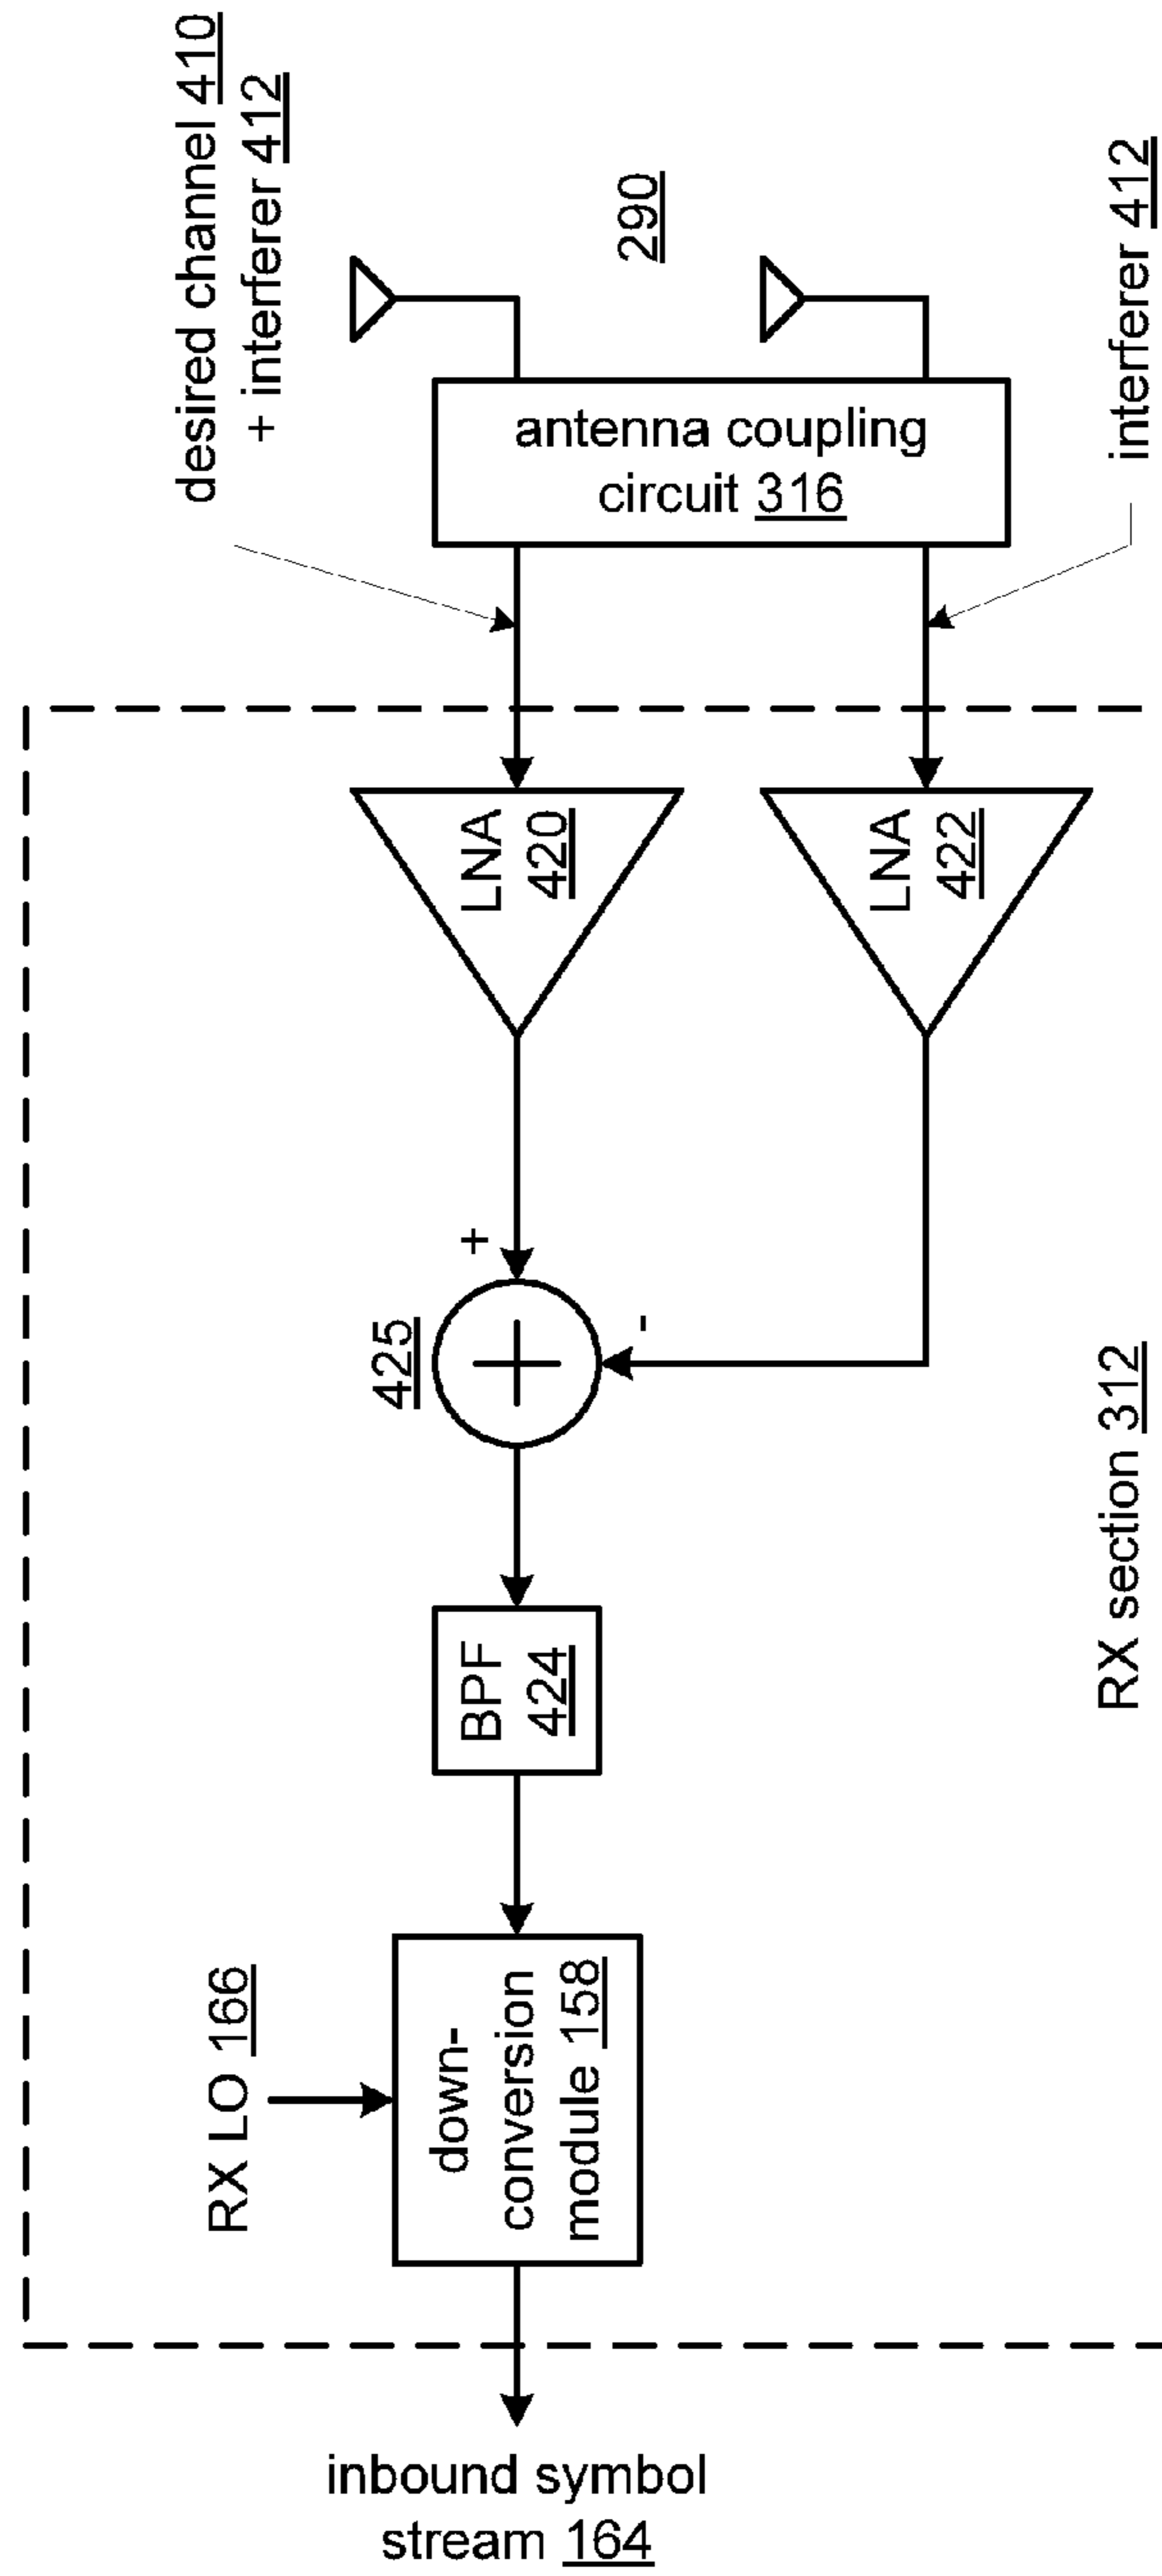 desired channel 410
+ interferer 412
290
antenna coupling
circuit 316
interferer 412
LNA
420
LNA
422
+
-
425
BPF
424
RX section 312
RX LO 166
down-
conversion
module 158
inbound symbol
stream 164